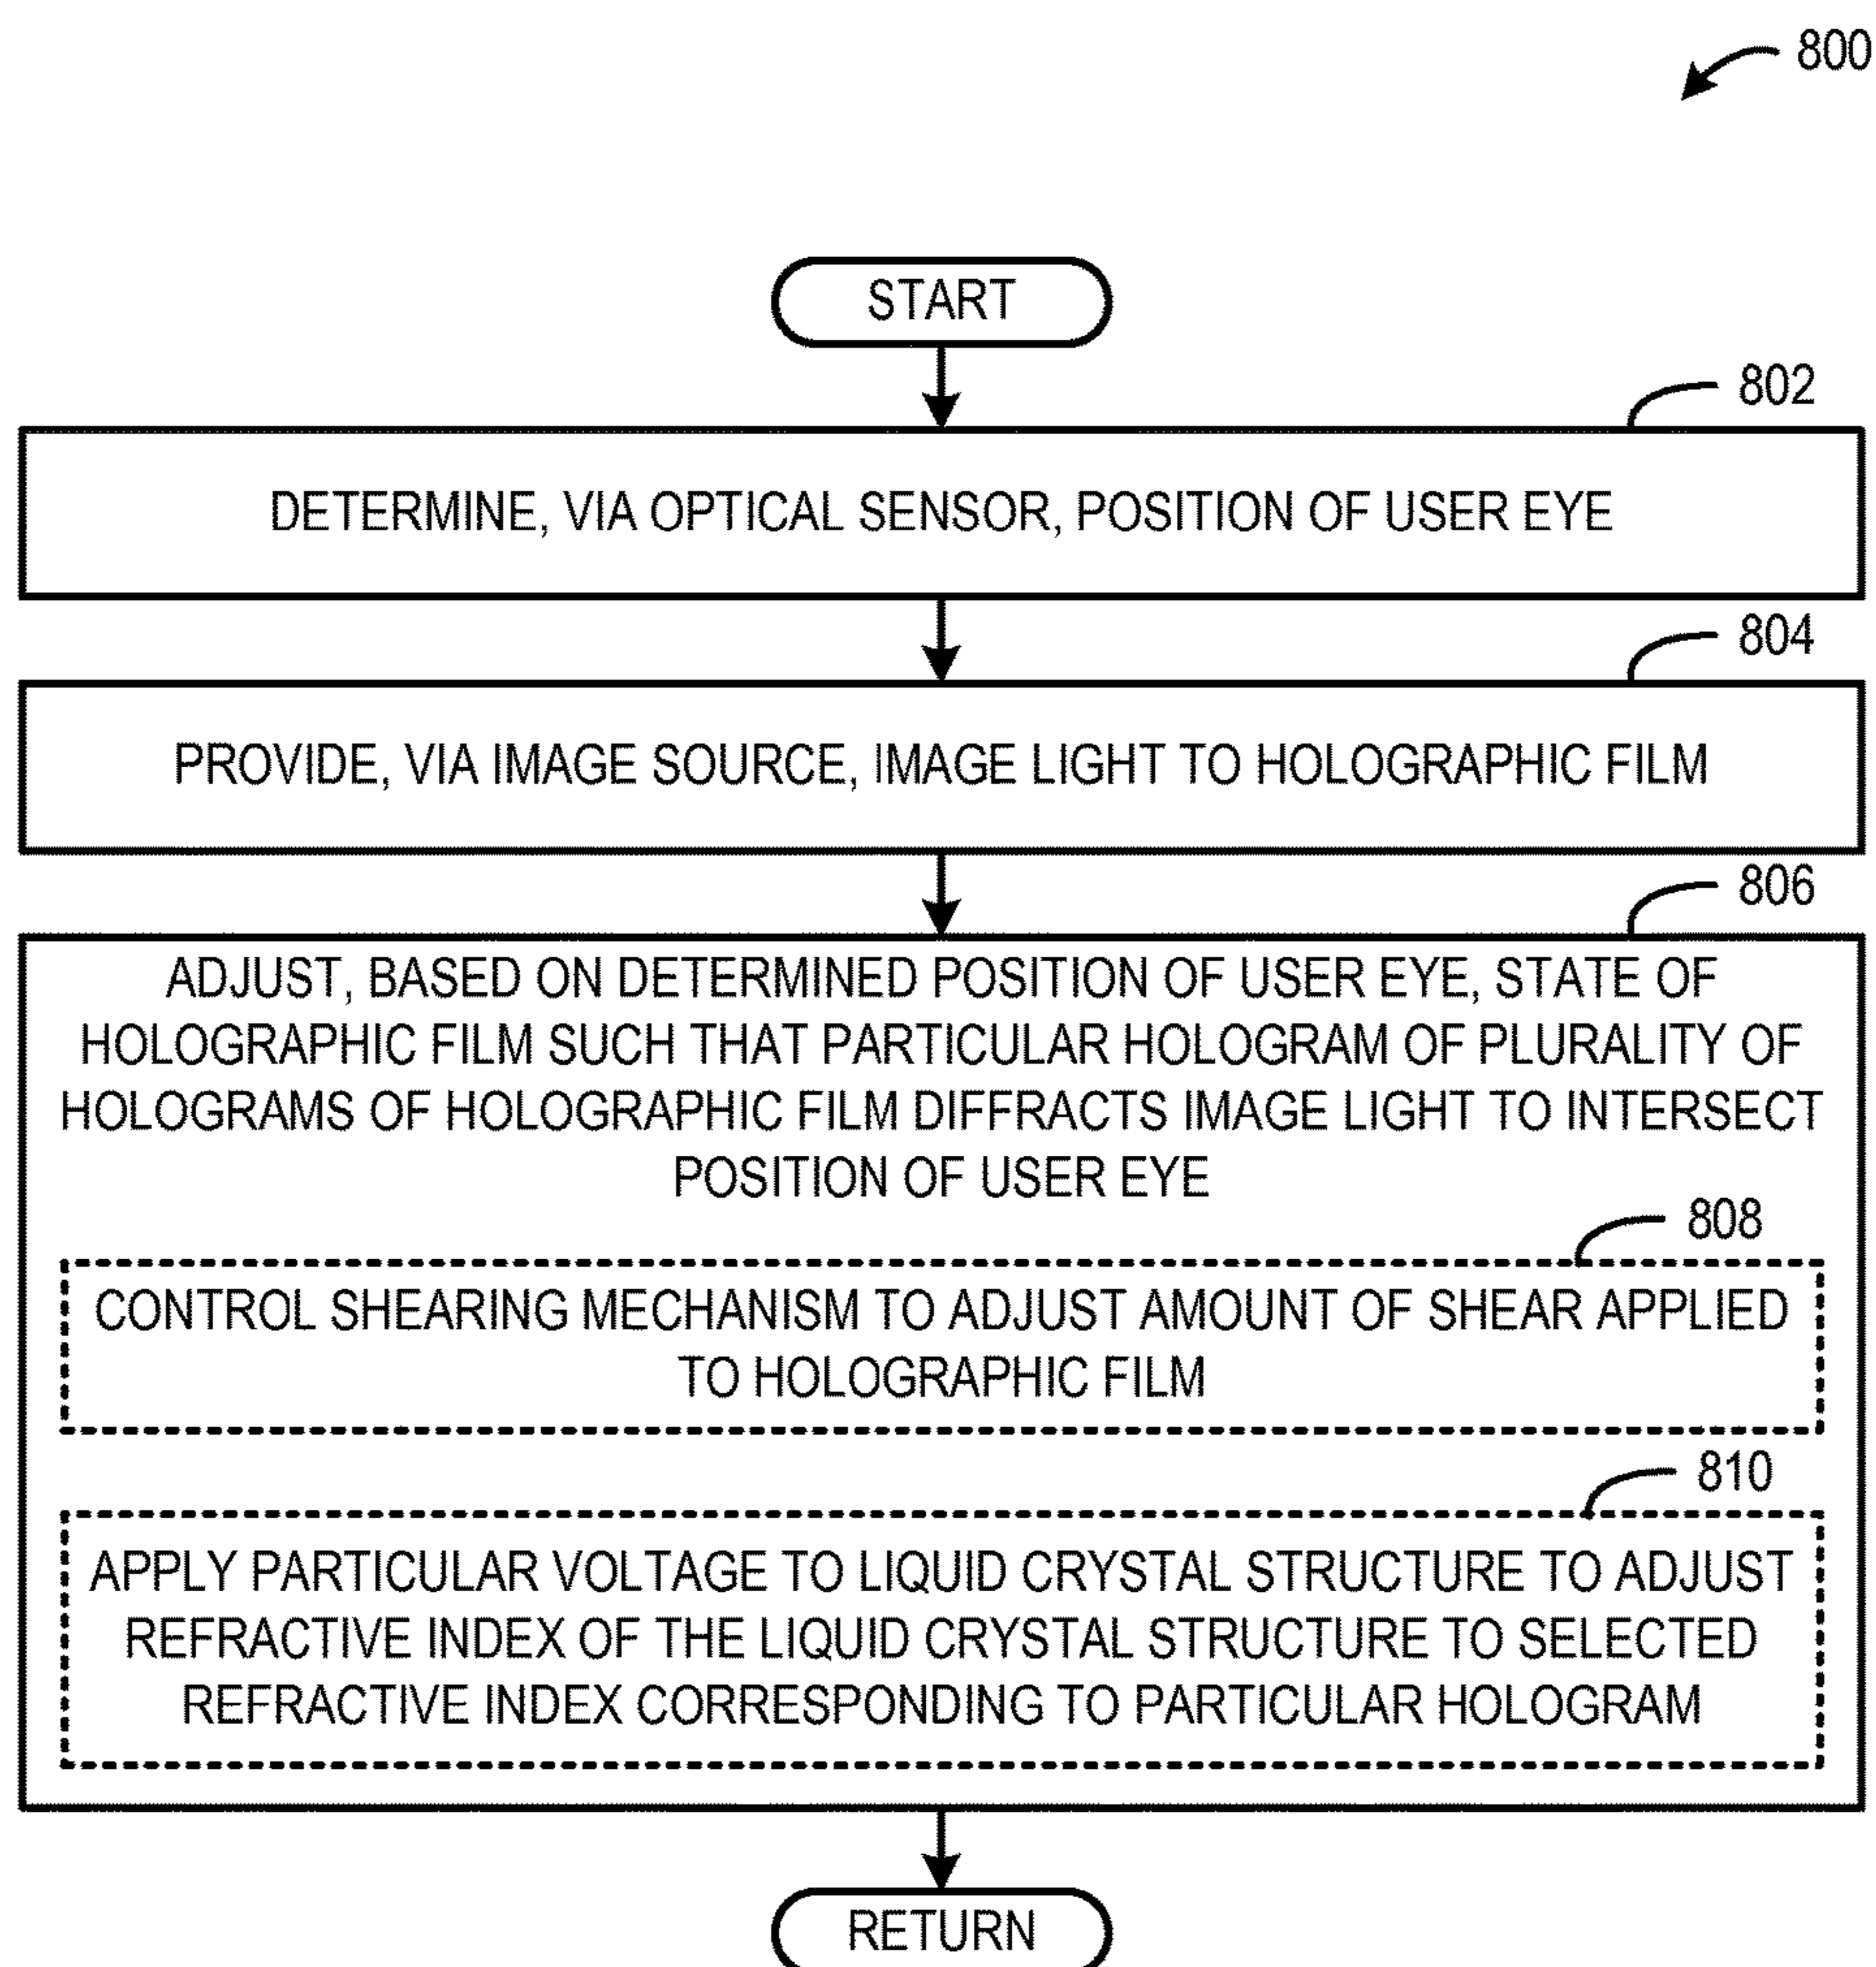 800
START
802
DETERMINE, VIA OPTICAL SENSOR, POSITION OF USER EYE
804
PROVIDE, VIA IMAGE SOURCE, IMAGE LIGHT TO HOLOGRAPHIC FILM
806
ADJUST, BASED ON DETERMINED POSITION OF USER EYE, STATE OF
HOLOGRAPHIC FILM SUCH THAT PARTICULAR HOLOGRAM OF PLURALITY OF
HOLOGRAMS OF HOLOGRAPHIC FILM DIFFRACTS IMAGE LIGHT TO INTERSECT
POSITION OF USER EYE
808
CONTROL SHEARING MECHANISM TO ADJUST AMOUNT OF SHEAR APPLIED
TO HOLOGRAPHIC FILM
810
APPLY PARTICULAR VOLTAGE TO LIQUID CRYSTAL STRUCTURE TO ADJUST
REFRACTIVE INDEX OF THE LIQUID CRYSTAL STRUCTURE TO SELECTED
REFRACTIVE INDEX CORRESPONDING TO PARTICULAR HOLOGRAM
RETURN